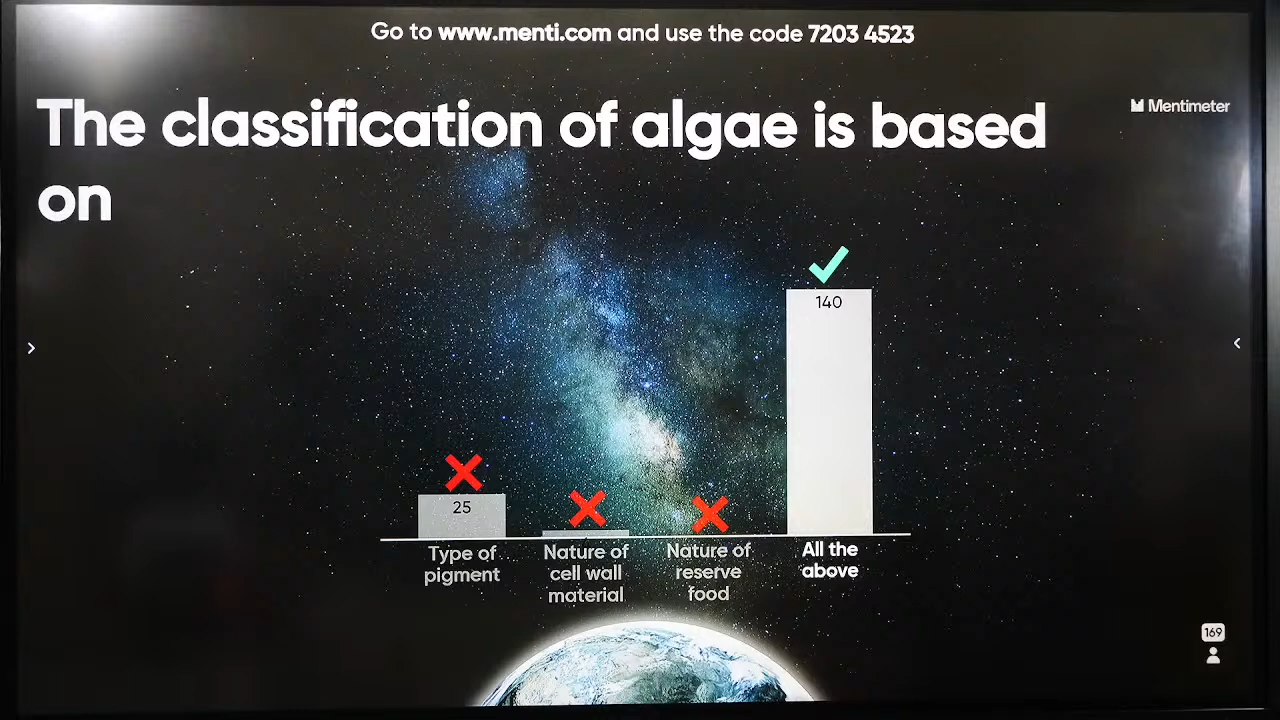 Go to www.menti.com and use the code 7203 4523
Mentimeter
The classification of algae is based
on
140
25
Type of
pigment
Nature of
cell wall
material
Nature of
reserve
food
All the
above
169